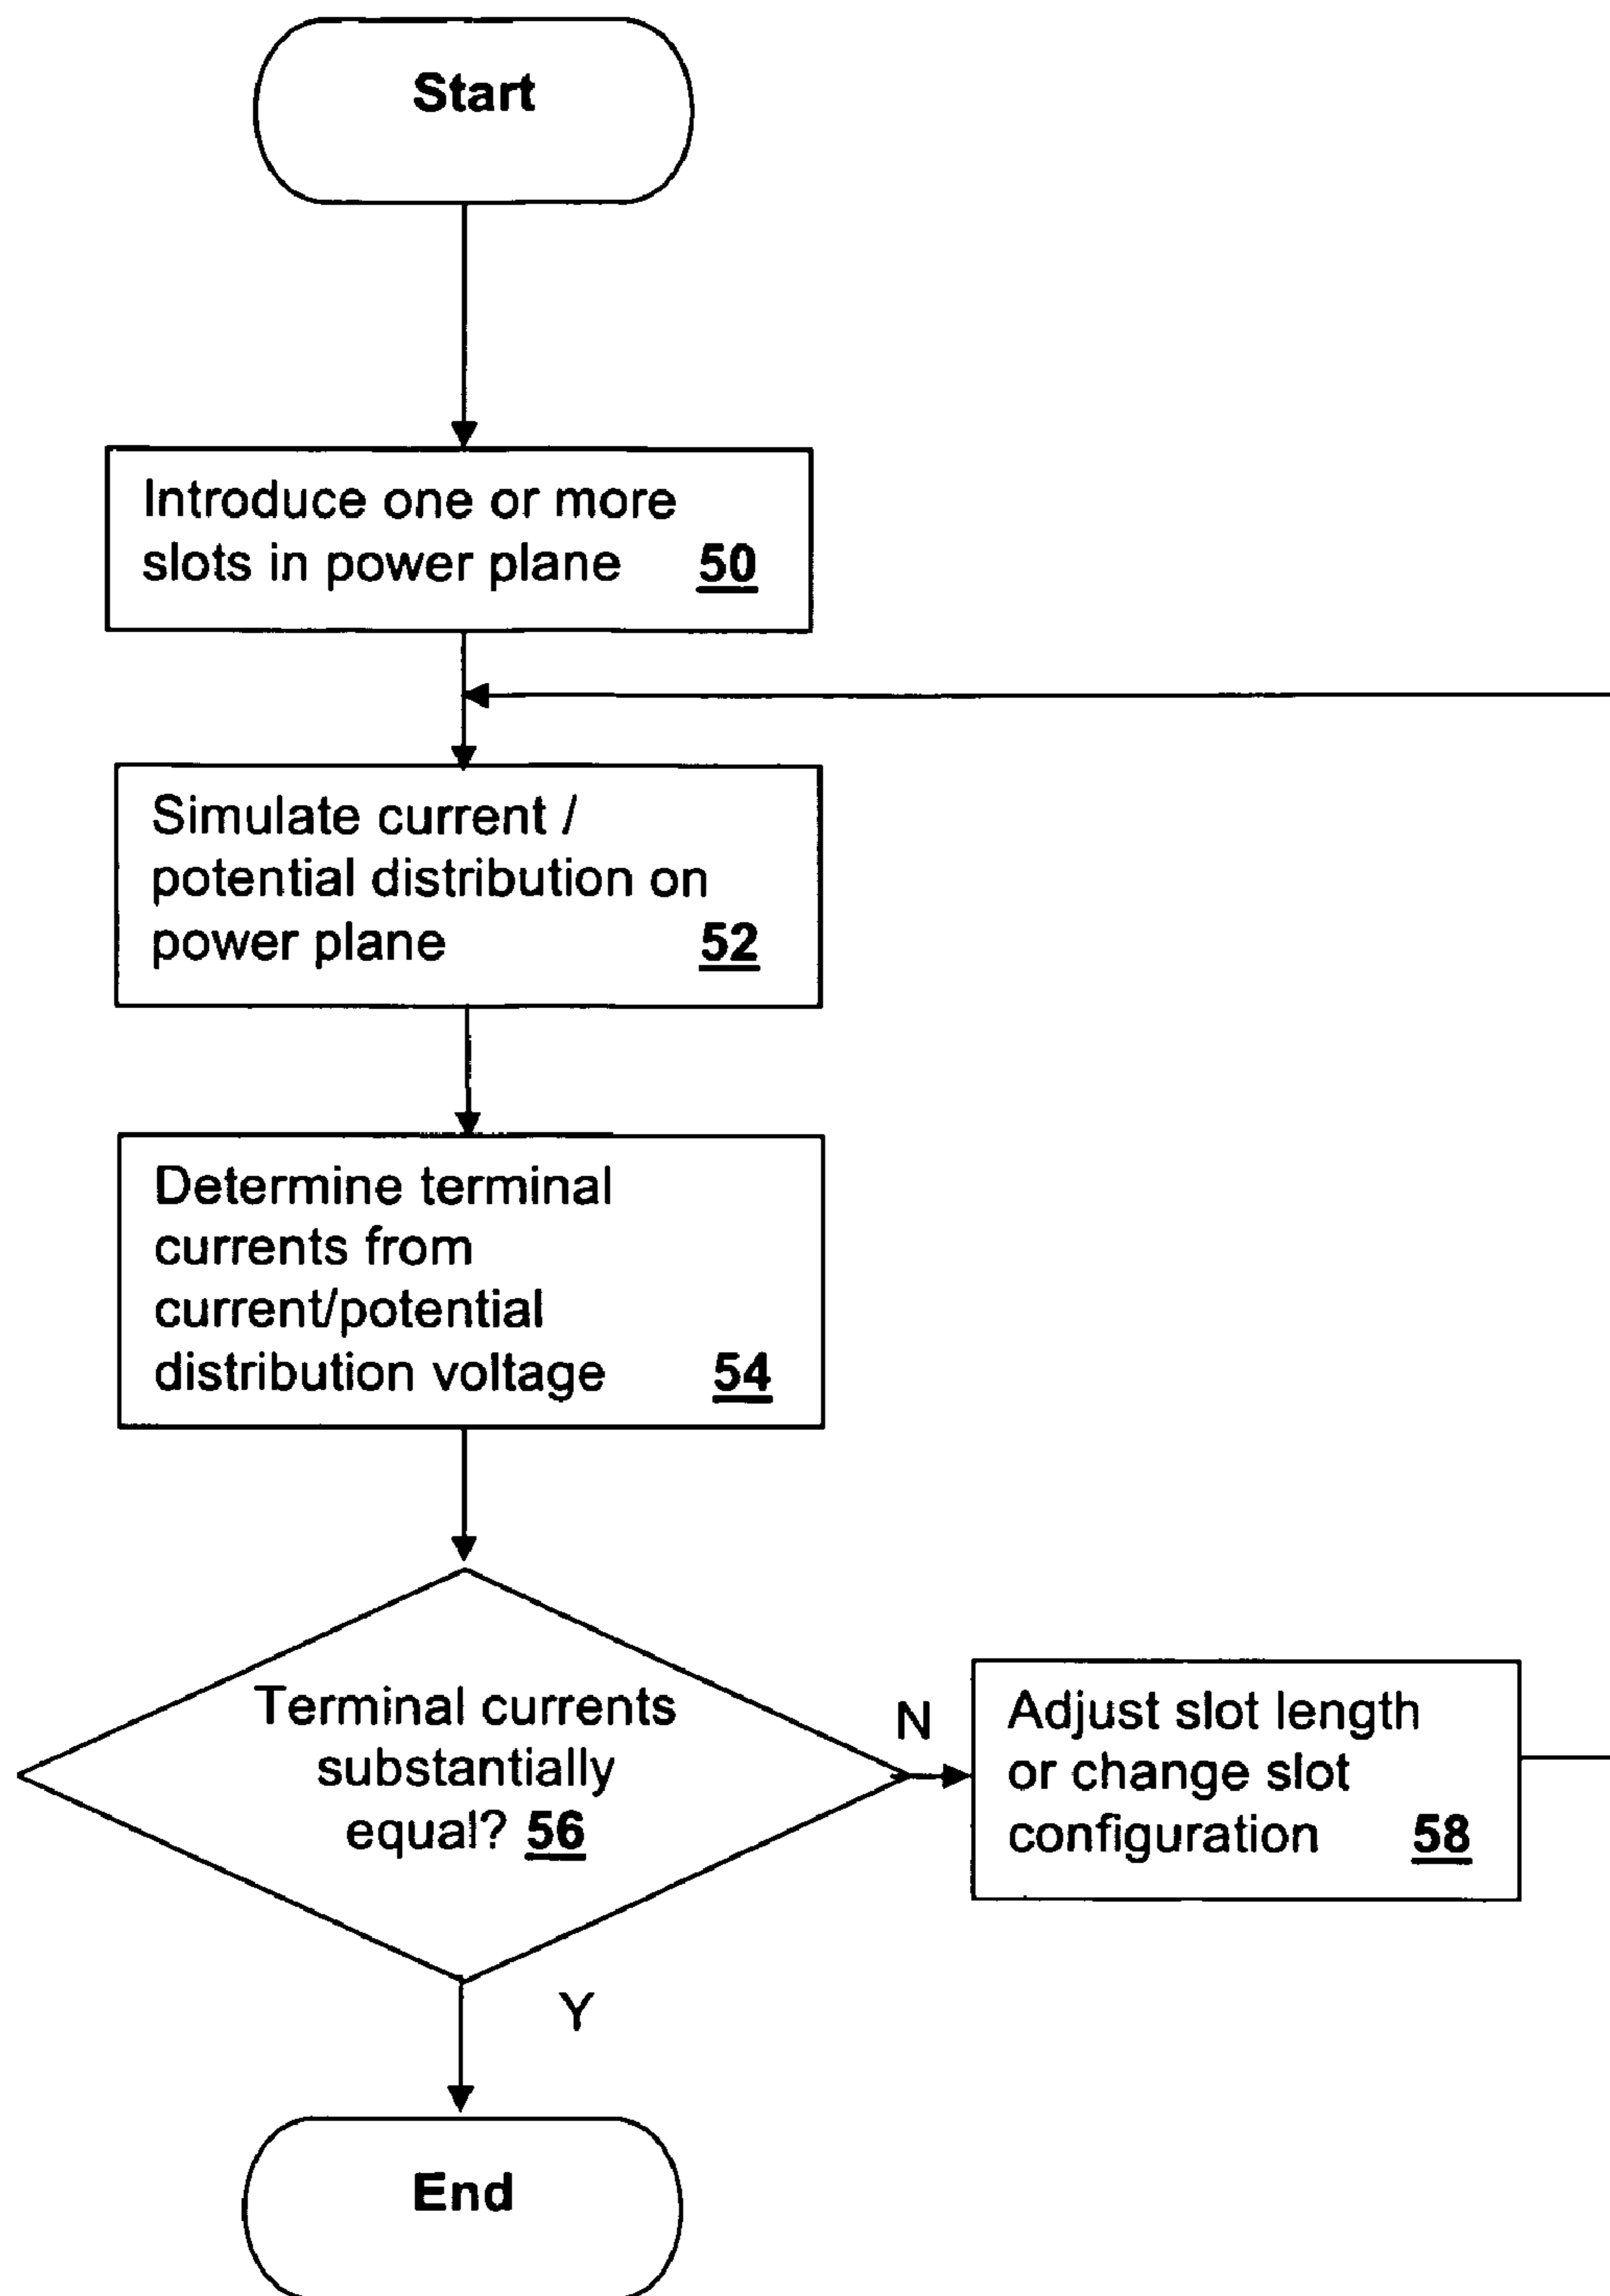 Start
Introduce one or more
slots in power plane 50
Simulate current /
potential distribution on
power plane 52
Determine terminal
currents from
current/potential
distribution voltage 54
Terminal currents
substantially
equal? 56
N
Adjust slot length
or change slot
configuration 58
Y
End